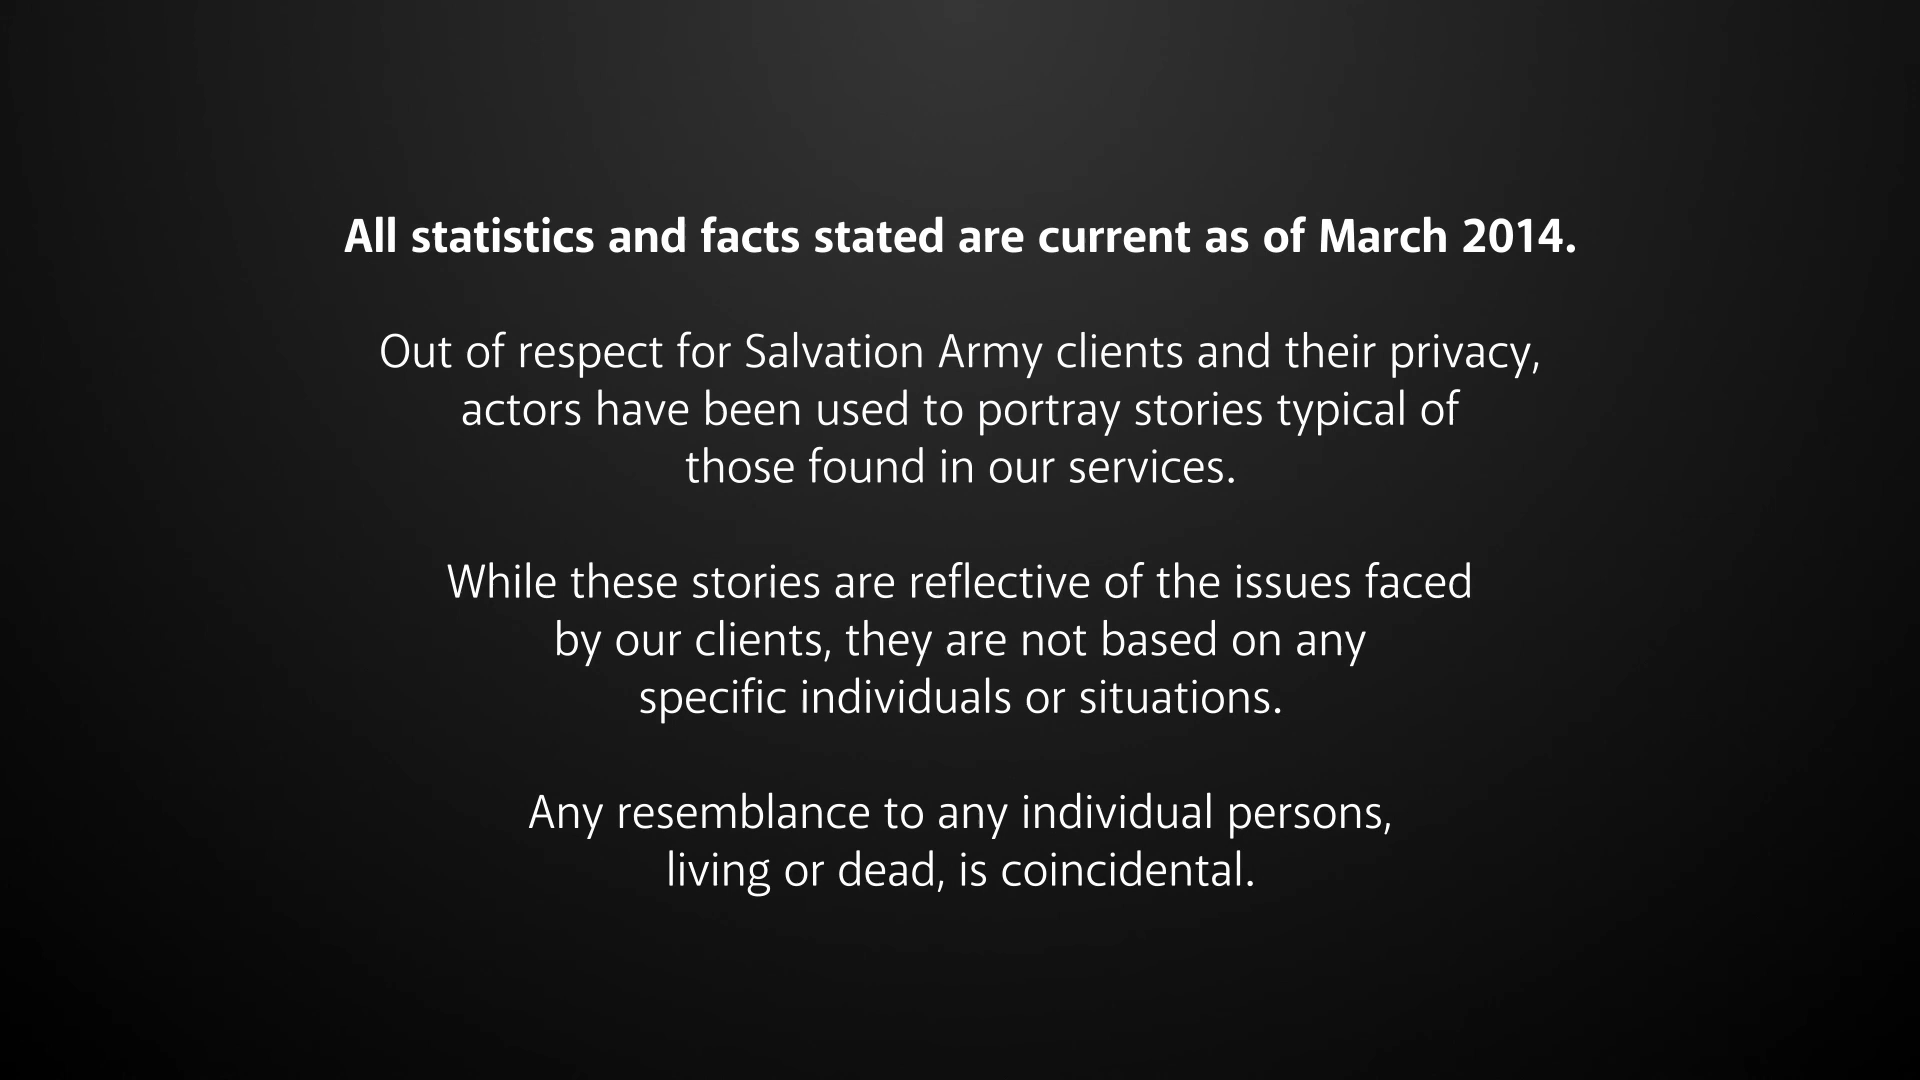 All statistics and facts stated are current as of March 2014.
Out of respect for Salvation Army clients and their privacy,
actors have been used to portray stories typical of
those found in our services.
While these stories are reflective of the issues faced
by our clients, they are not based on any
specific individuals or situations.
Any resemblance to any individual persons,
living or dead, is coincidental.